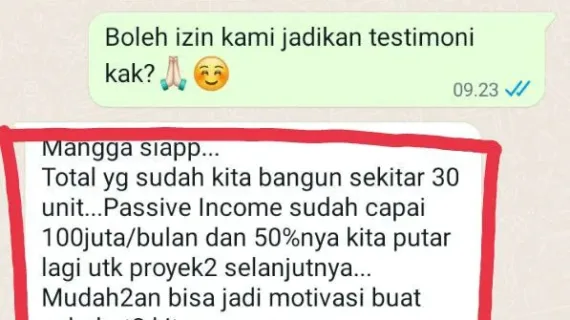 Boleh izin kami jadikan testimoni
kak?🙏🏻☺️
09.23
Mangga siapp...
Total yg sudah kita bangun sekitar 30
unit...Passive Income sudah capai
100juta/bulan dan 50%nya kita putar
lagi utk proyek2 selanjutnya...
Mudah2an bisa jadi motivasi buat